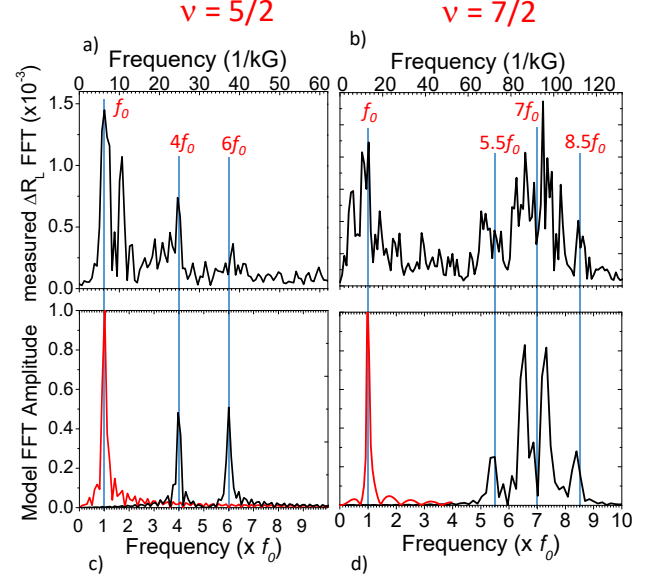 ν = 5/2
ν = 7/2
a)
Frequency (1/kG)
0 10 20 30 40 50 60
b)
Frequency (1/kG)
0 20 40 60 80 100 120
measured ΔR_L FFT (x10⁻³)
1.5
1.0
0.5
0.0
f₀
4f₀
6f₀
f₀
5.5f₀
7f₀
8.5f₀
Model FFT Amplitude
1.0
0.8
0.6
0.4
0.2
0.0
0 1 2 3 4 5 6 7 8 9
Frequency (x f₀)
c)
0 1 2 3 4 5 6 7 8 9 10
Frequency (x f₀)
d)